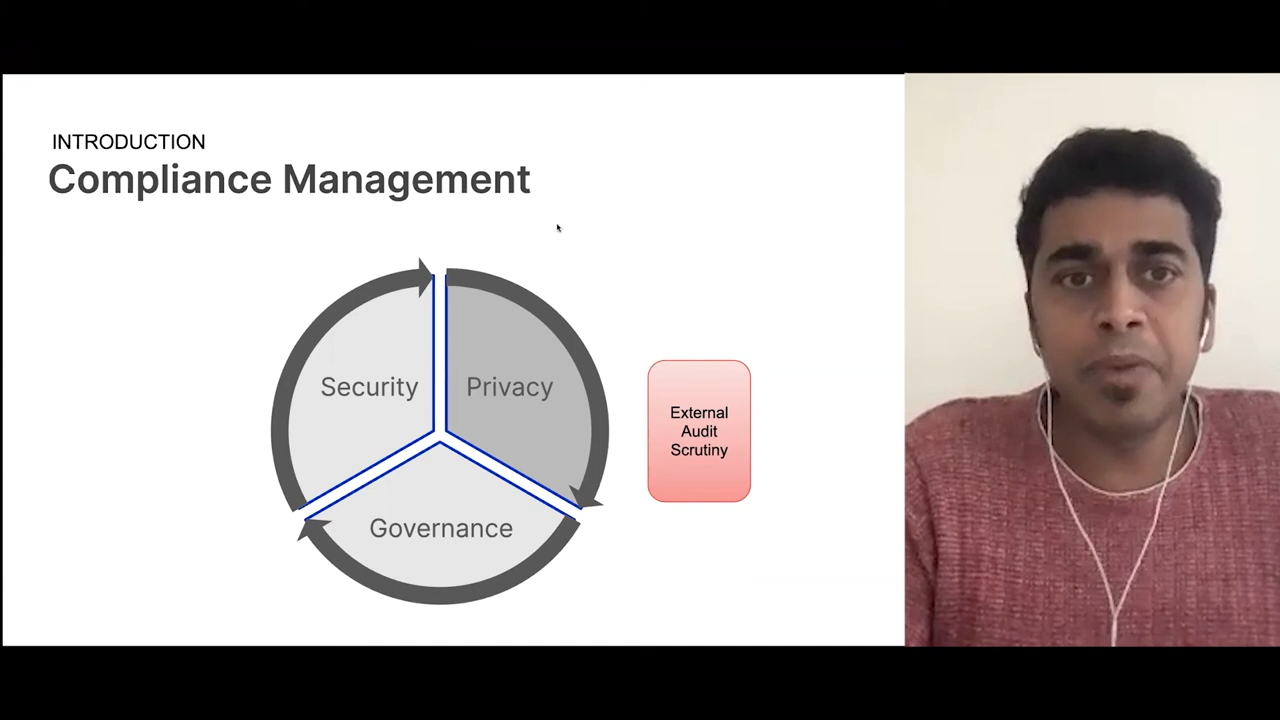 INTRODUCTION
Compliance Management
Security
Privacy
Governance
External
Audit
Scrutiny